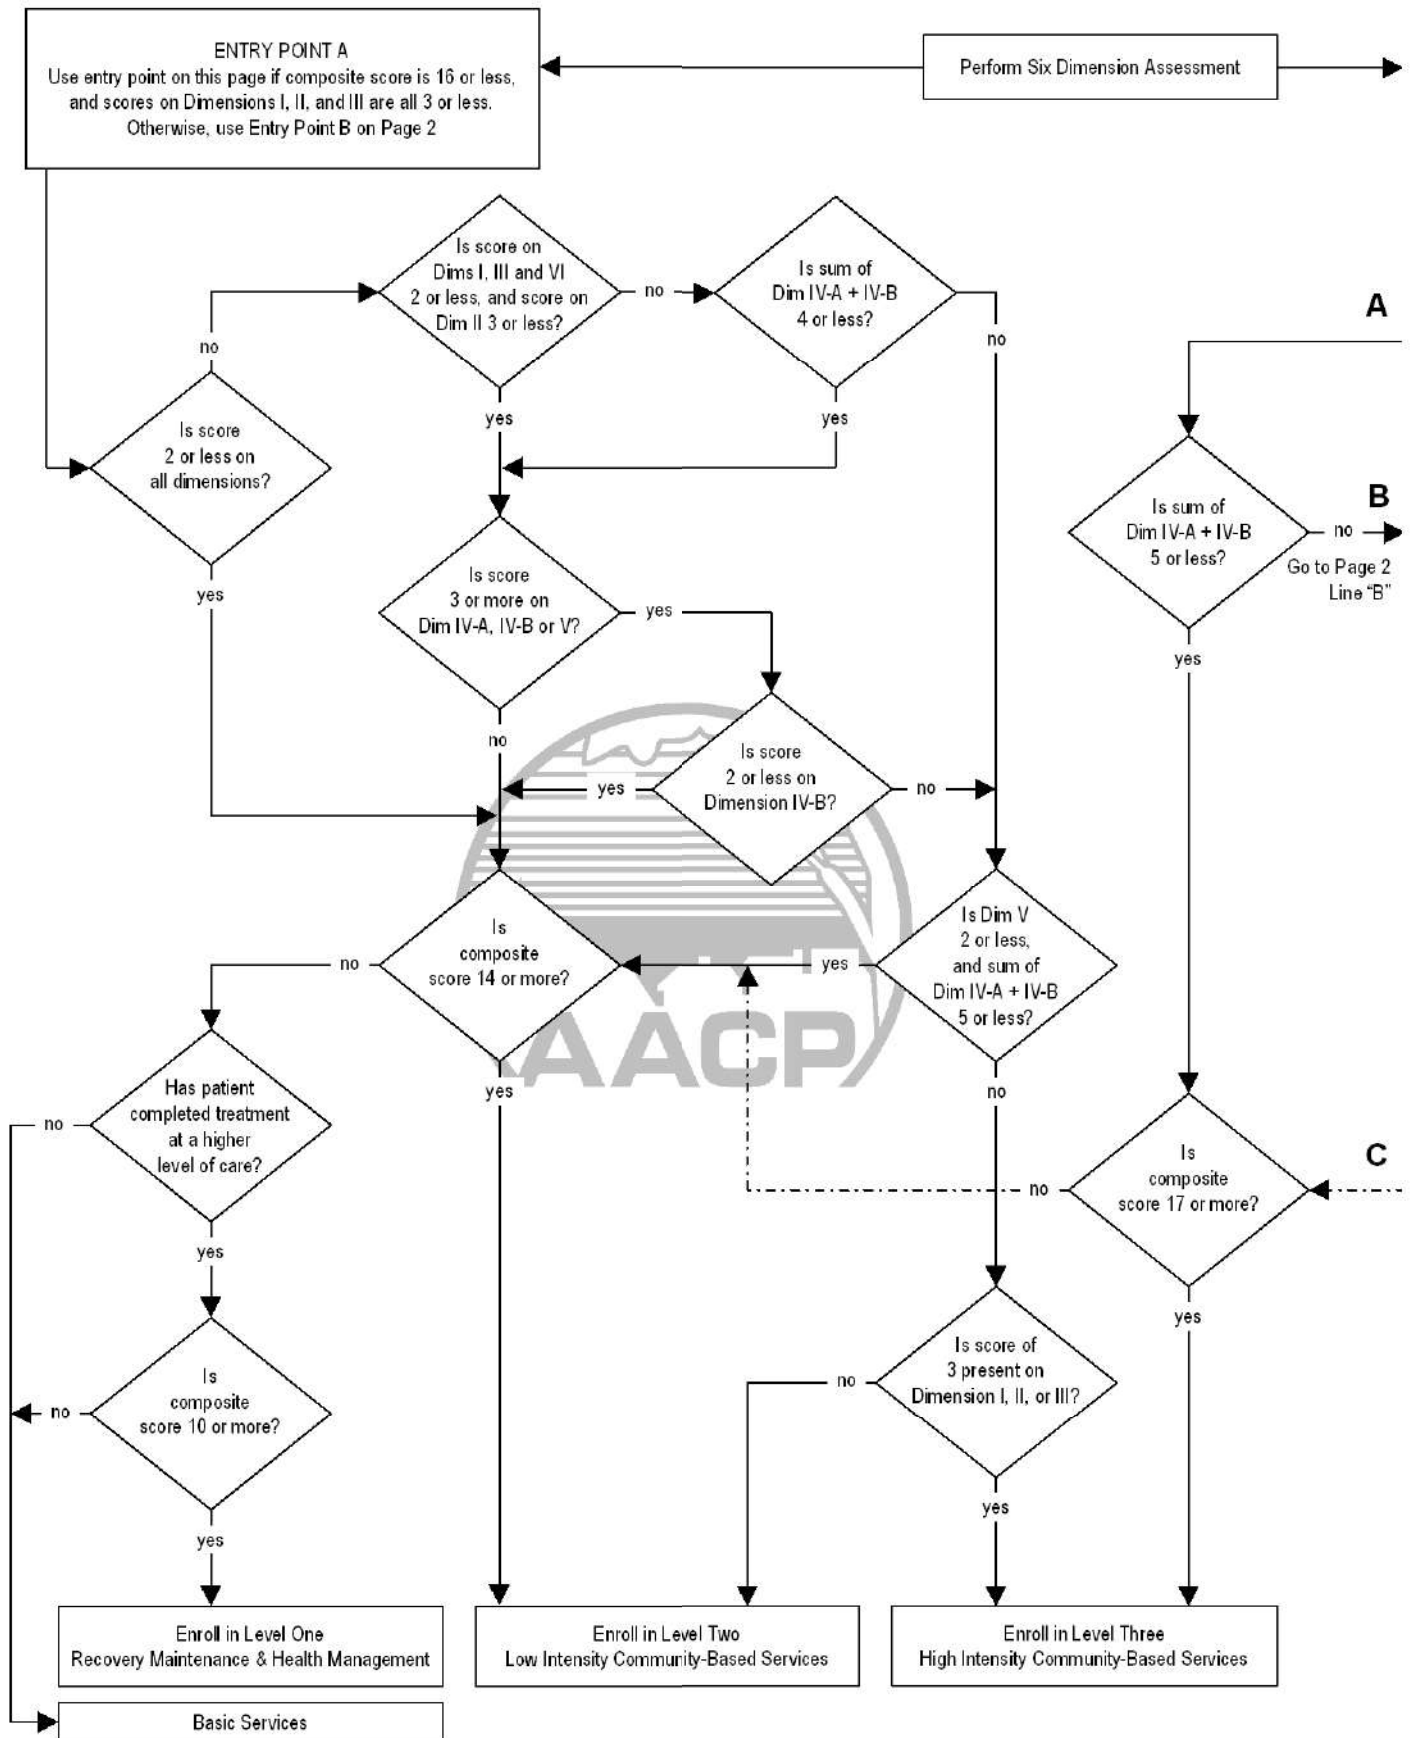 ENTRY POINT A
Use entry point on this page if composite score is 16 or less,
and scores on Dimensions I, II, and III are all 3 or less.
Otherwise, use Entry Point B on Page 2
Perform Six Dimension Assessment
Is score on
Dims I, III and VI
2 or less, and score on
Dim II 3 or less?
no
Is sum of
Dim IV-A + IV-B
4 or less?
no
A
no
yes
yes
Is score
2 or less on
all dimensions?
yes
Is sum of
Dim IV-A + IV-B
5 or less?
B
no
Go to Page 2
Line “B”
yes
Is score
3 or more on
Dim IV-A, IV-B or V?
yes
no
Is score
2 or less on
Dimension IV-B?
yes
no
Is
composite
score 14 or more?
no
yes
Is Dim V
2 or less,
and sum of
Dim IV-A + IV-B
5 or less?
yes
no
AACP
Has patient
completed treatment
at a higher
level of care?
no
yes
Is
composite
score 17 or more?
no
C
yes
Is
composite
score 10 or more?
no
yes
Is score of
3 present on
Dimension I, II, or III?
no
yes
Enroll in Level One
Recovery Maintenance & Health Management
Enroll in Level Two
Low Intensity Community-Based Services
Enroll in Level Three
High Intensity Community-Based Services
Basic Services